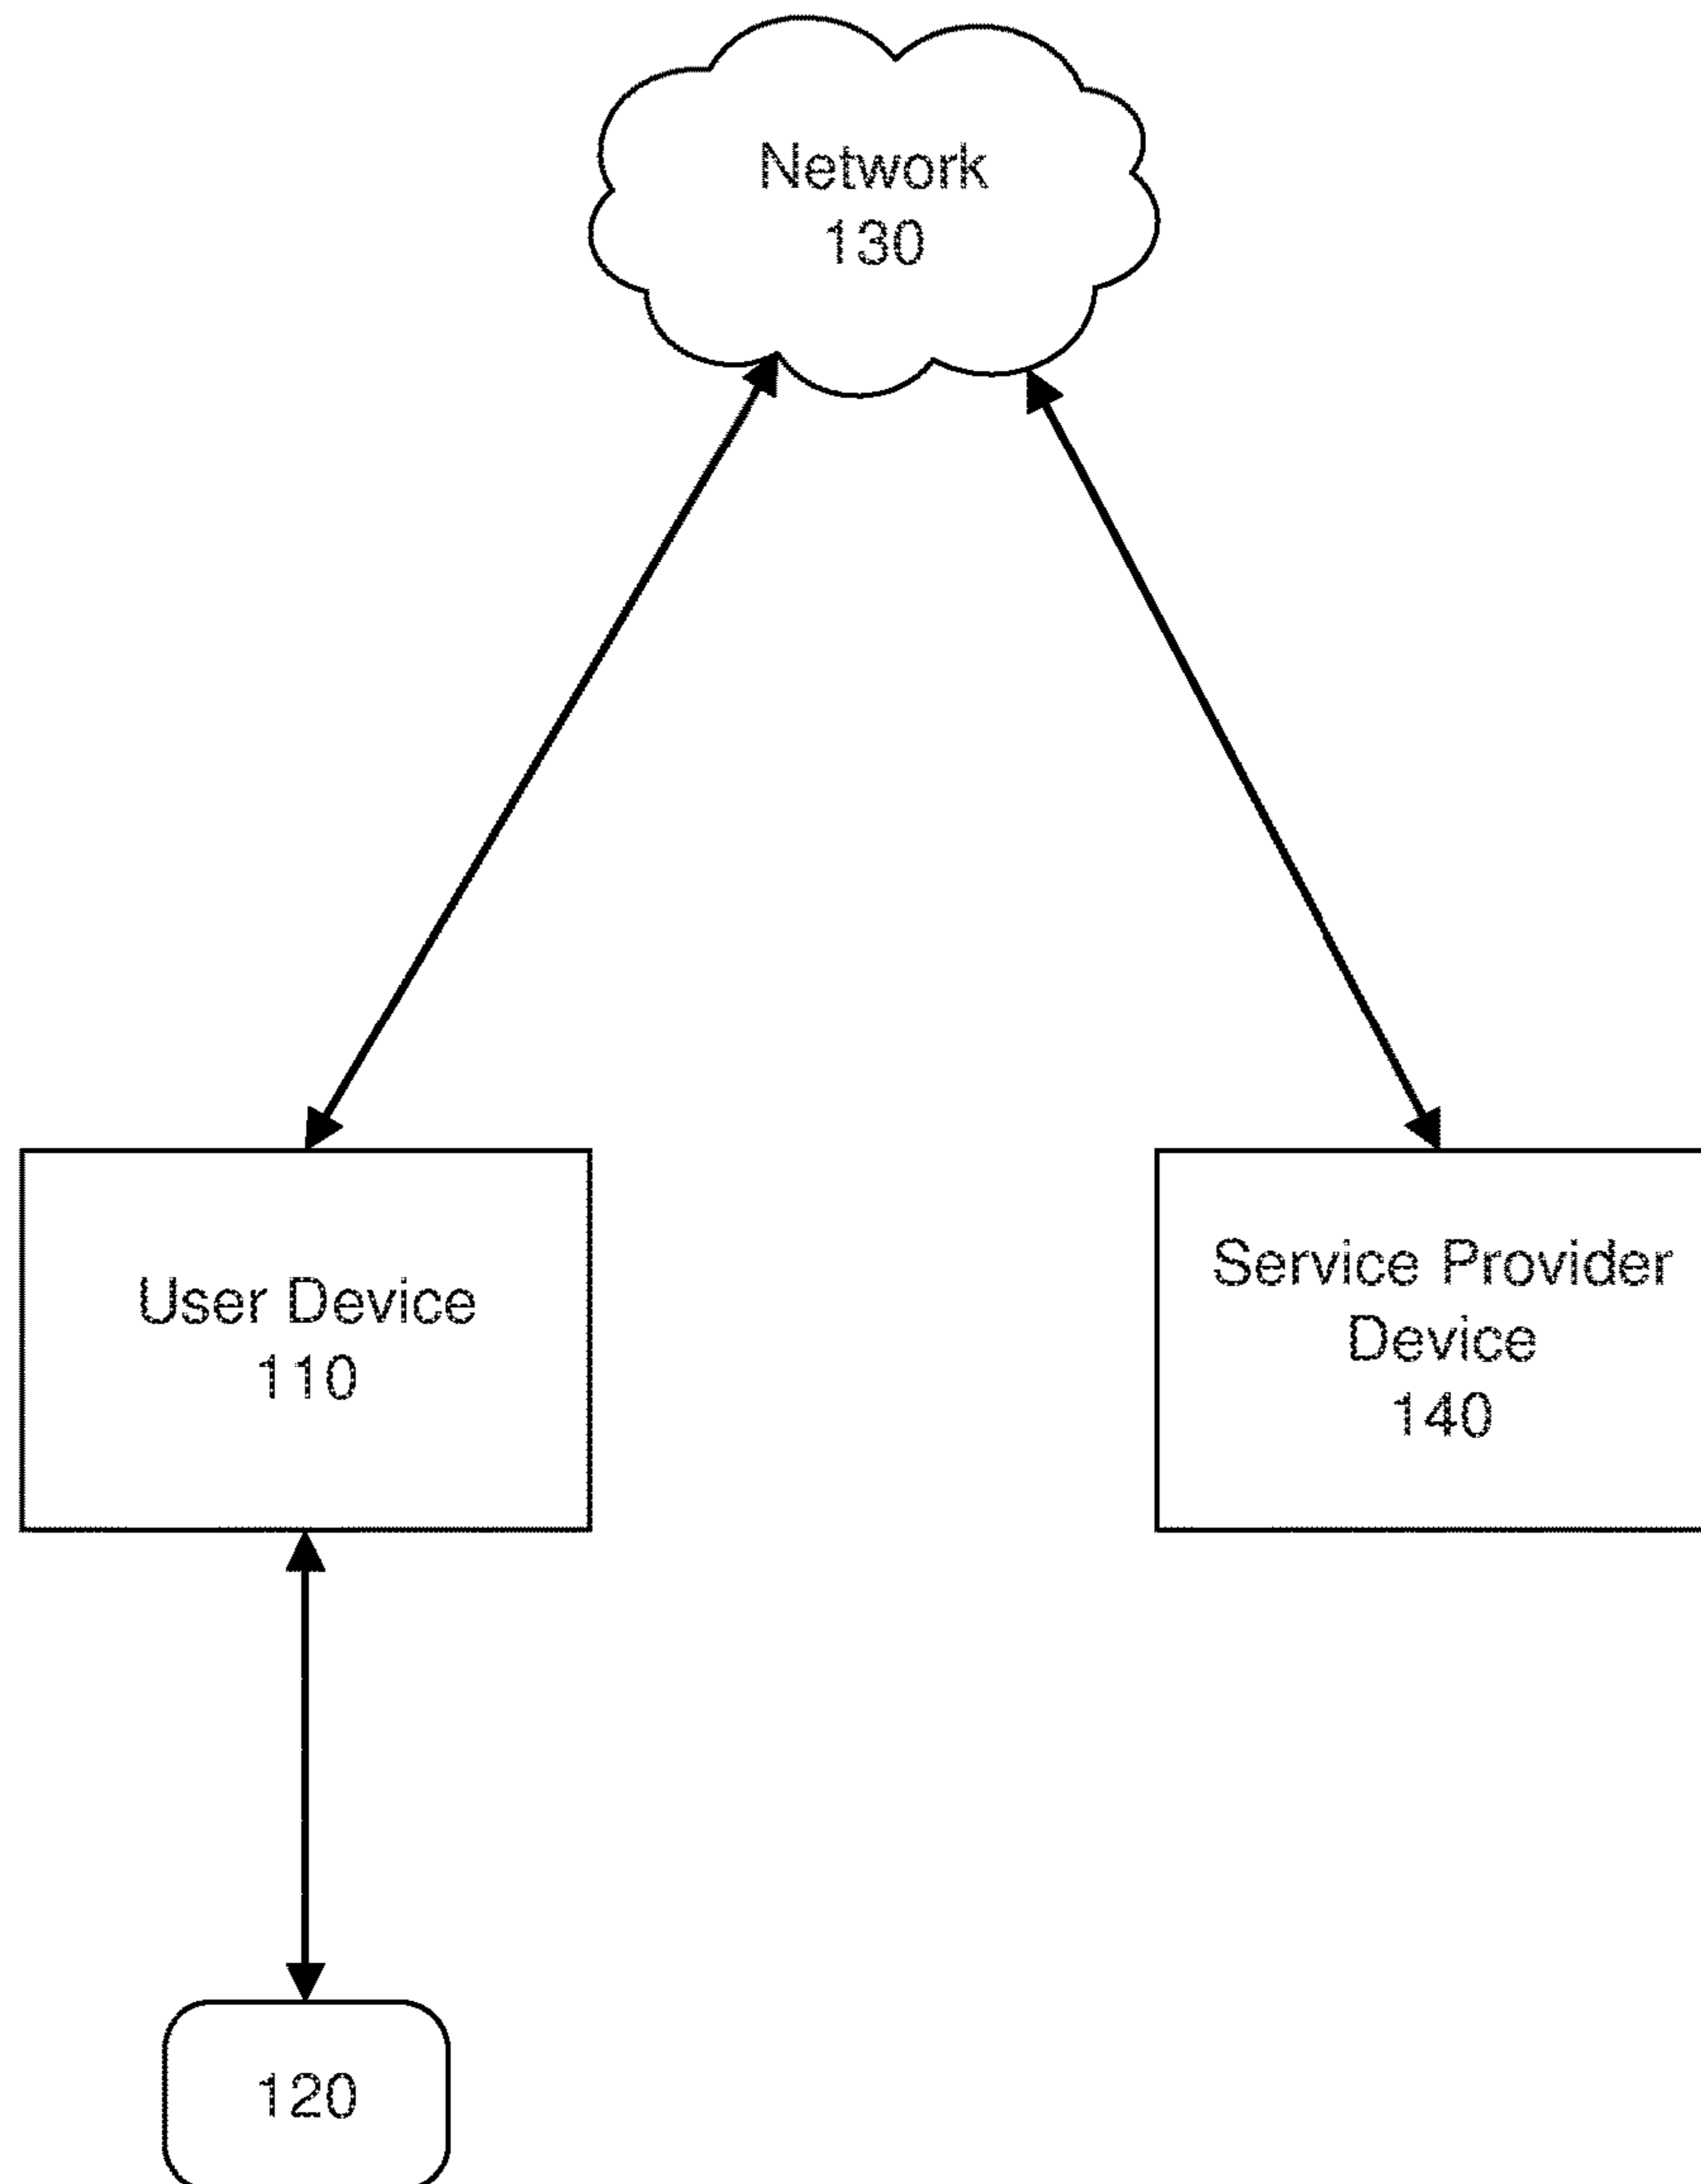 Network
130
User Device
110
Service Provider
Device
140
120